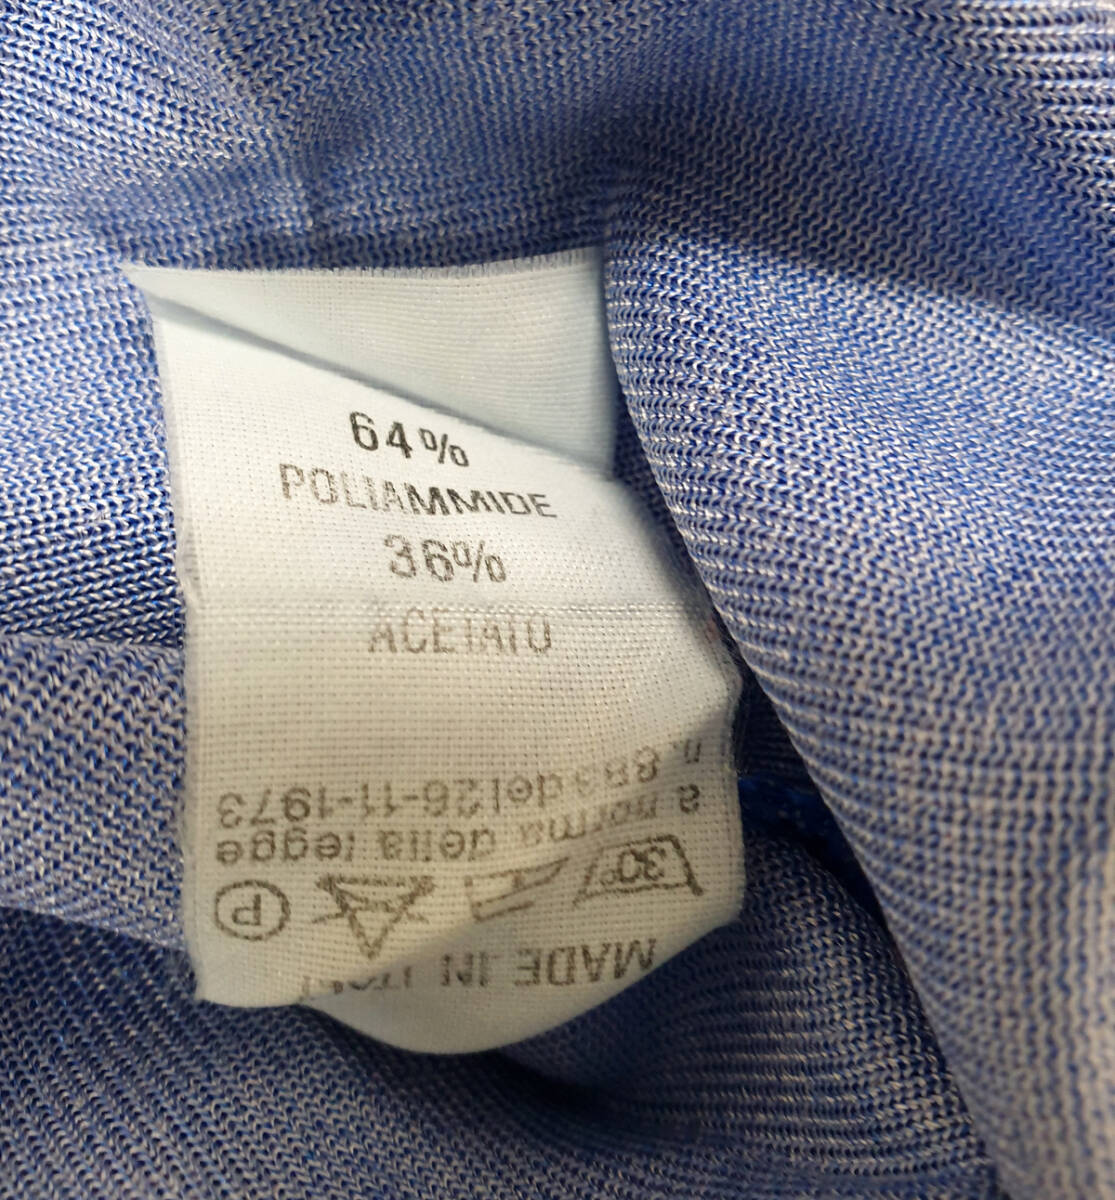 64%
POLIAMMIDE
36%
ACETATO
MADE IN ITALY
30°
P
a norma della legge
n. 883 del 26-11-1973